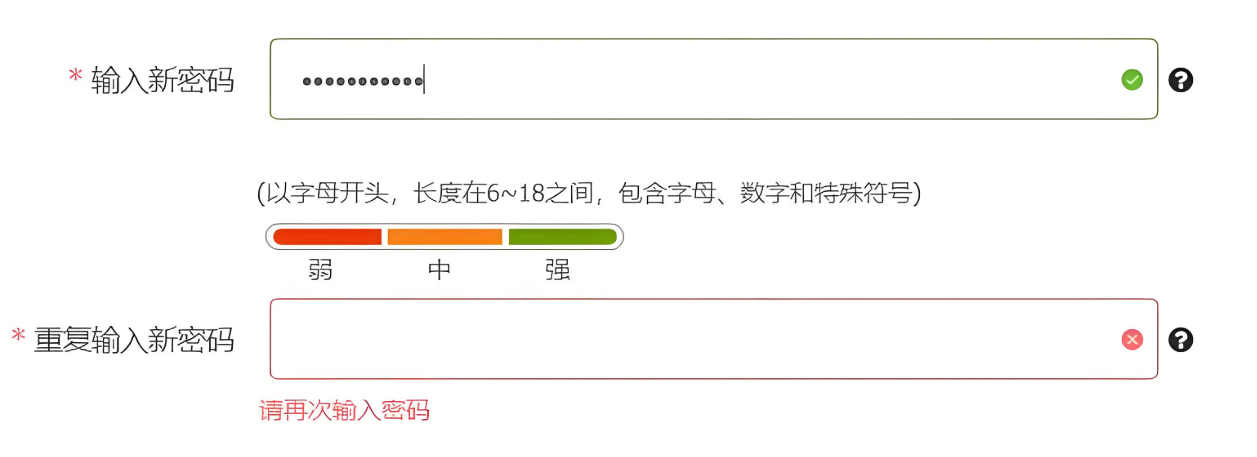 * 输入新密码 ●●●●●●●●●●● ?
(以字母开头，长度在6~18之间，包含字母、数字和特殊符号)
弱 中 强
* 重复输入新密码 ?
请再次输入密码